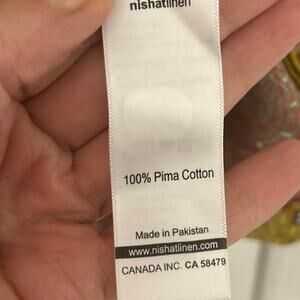 nishatlinen
100% Pima Cotton
Made in Pakistan
www.nishatlinen.com
CANADA INC. CA 58479